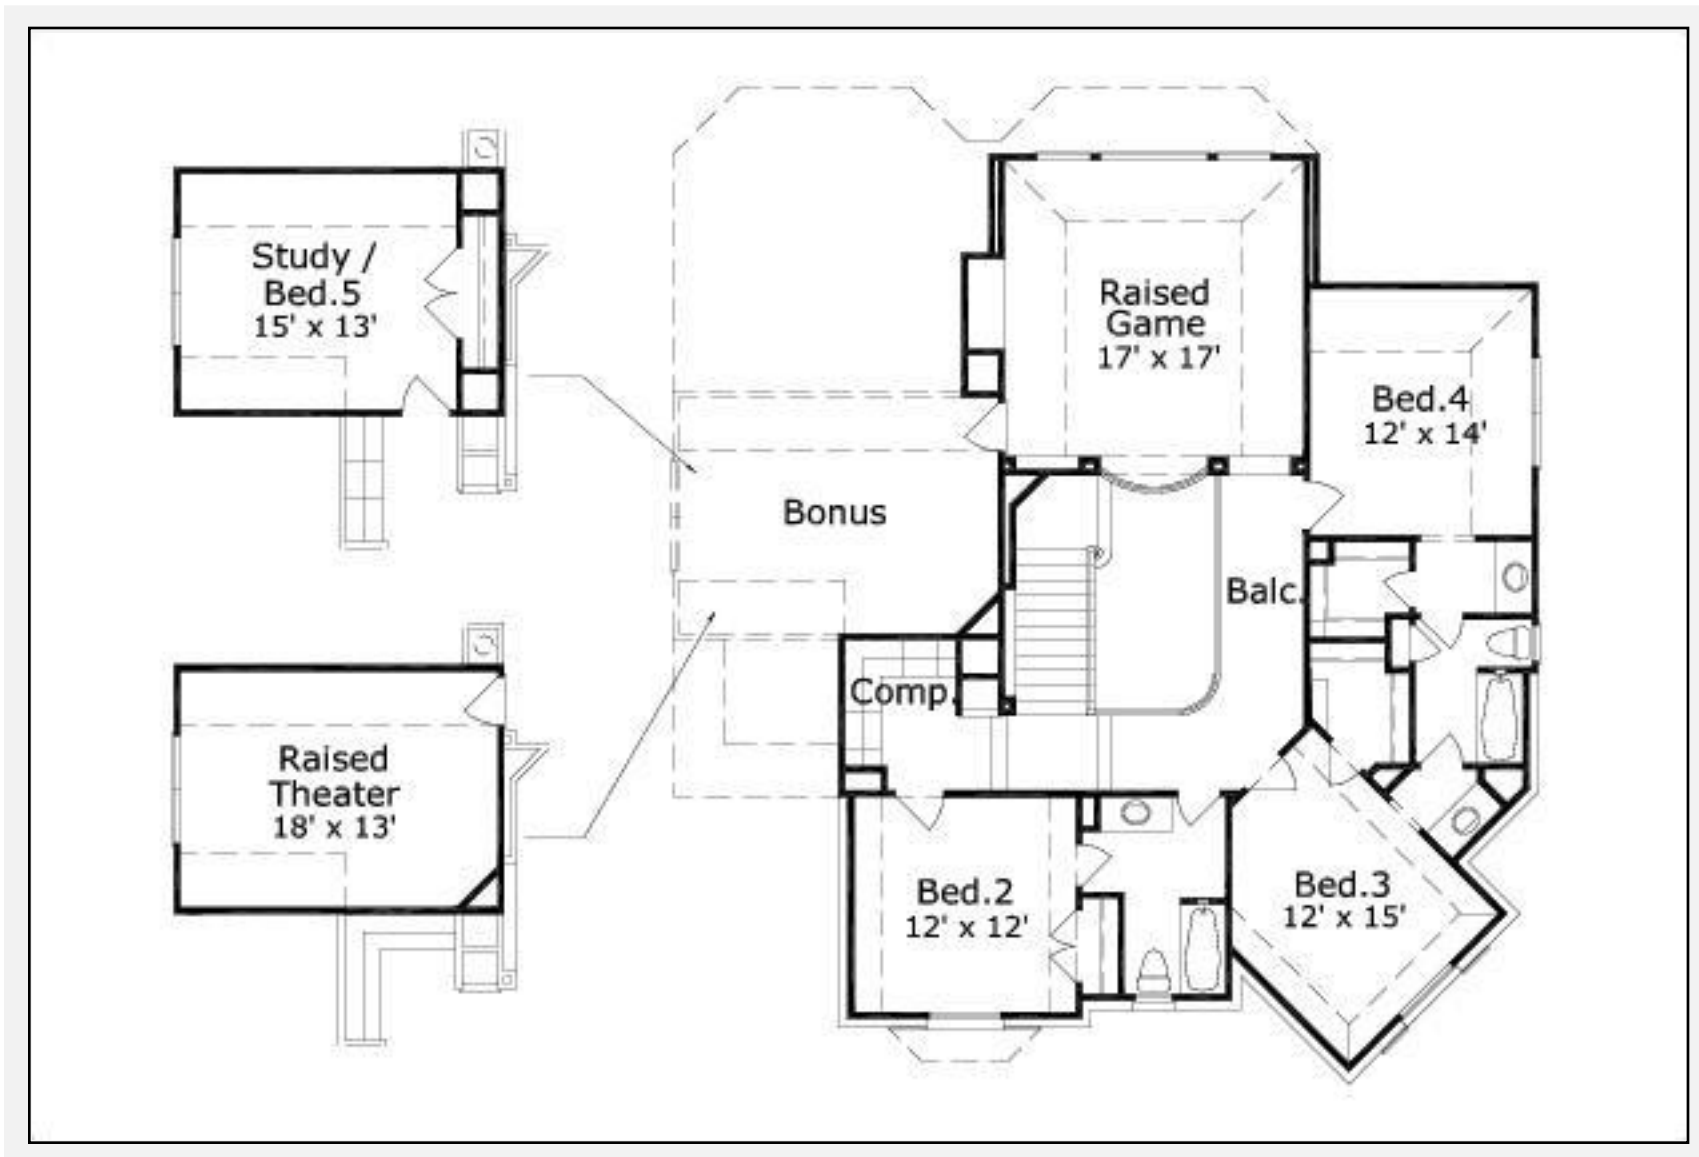 Study /
Bed.5
15' x 13'
Raised
Game
17' x 17'
Bed.4
12' x 14'
Bonus
Balc.
Comp.
Raised
Theater
18' x 13'
Bed.2
12' x 12'
Bed.3
12' x 15'